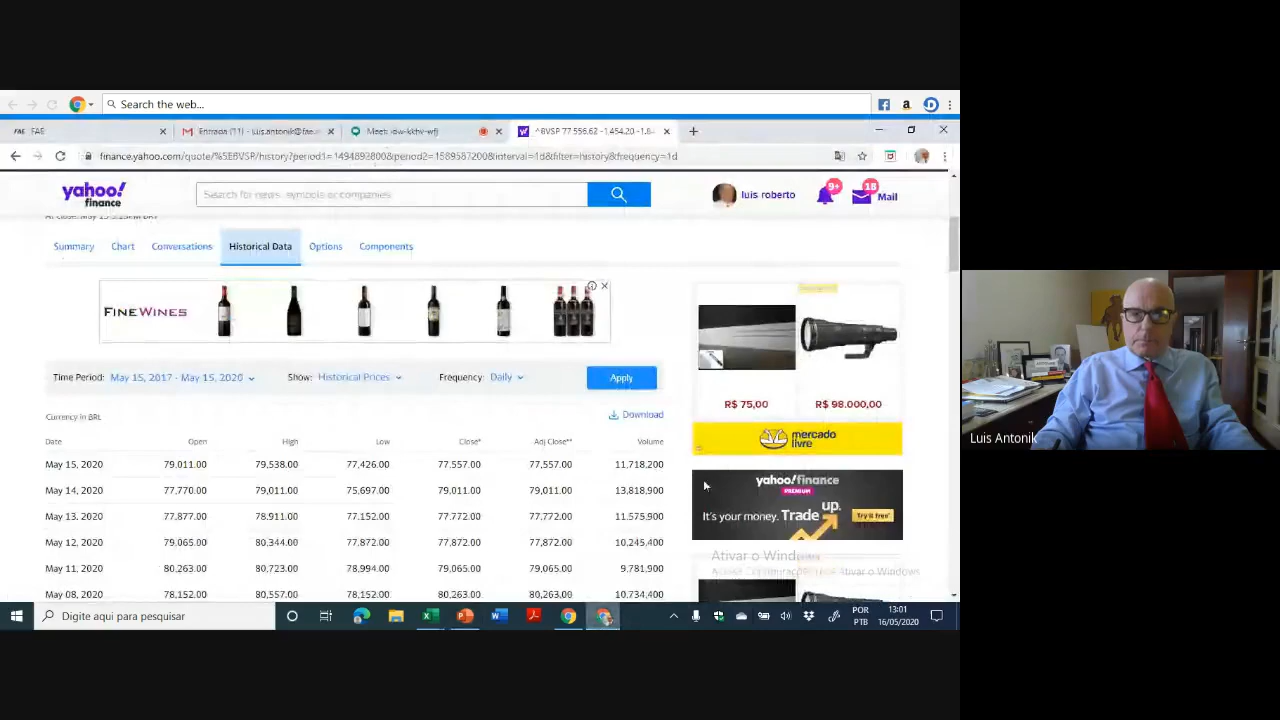 Search the web...
FAE
Entrada (11) - luis.antonik@fae...
Meet:
^BVSP 77.556,62 -1.454,20 -1,8
finance.yahoo.com/quote/%5EBVSP/history?period1=1494892800&period2=1589587200&interval=1d&filter=history&frequency=1d
yahoo!
finance
Search for news, symbols or companies
luis roberto
9+
18
Mail
Summary
Chart
Conversations
Historical Data
Options
Components
FINEWINES
Time Period: May 15, 2017 - May 15, 2020
Show: Historical Prices
Frequency: Daily
Apply
Currency in BRL
Download
Date Open High Low Close* Adj Close** Volume
May 15, 2020 79,011.00 79,538.00 77,426.00 77,557.00 77,557.00 11,718,200
May 14, 2020 77,770.00 79,011.00 75,697.00 79,011.00 79,011.00 13,818,900
May 13, 2020 77,877.00 78,911.00 77,152.00 77,772.00 77,772.00 11,575,900
May 12, 2020 79,065.00 80,344.00 77,872.00 77,872.00 77,872.00 10,245,400
May 11, 2020 80,263.00 80,723.00 78,994.00 79,065.00 79,065.00 9,781,900
May 08, 2020 78,152.00 80,557.00 78,152.00 80,263.00 80,263.00 10,734,400
R$ 75,00
R$ 98.000,00
mercado
livre
yahoo!finance
PREMIUM
It's your money. Trade up.
Try it free*
Ativar o Windows
Ativar o Windows
Digite aqui para pesquisar
POR
PTB
13:01
16/05/2020
Luis Antonik